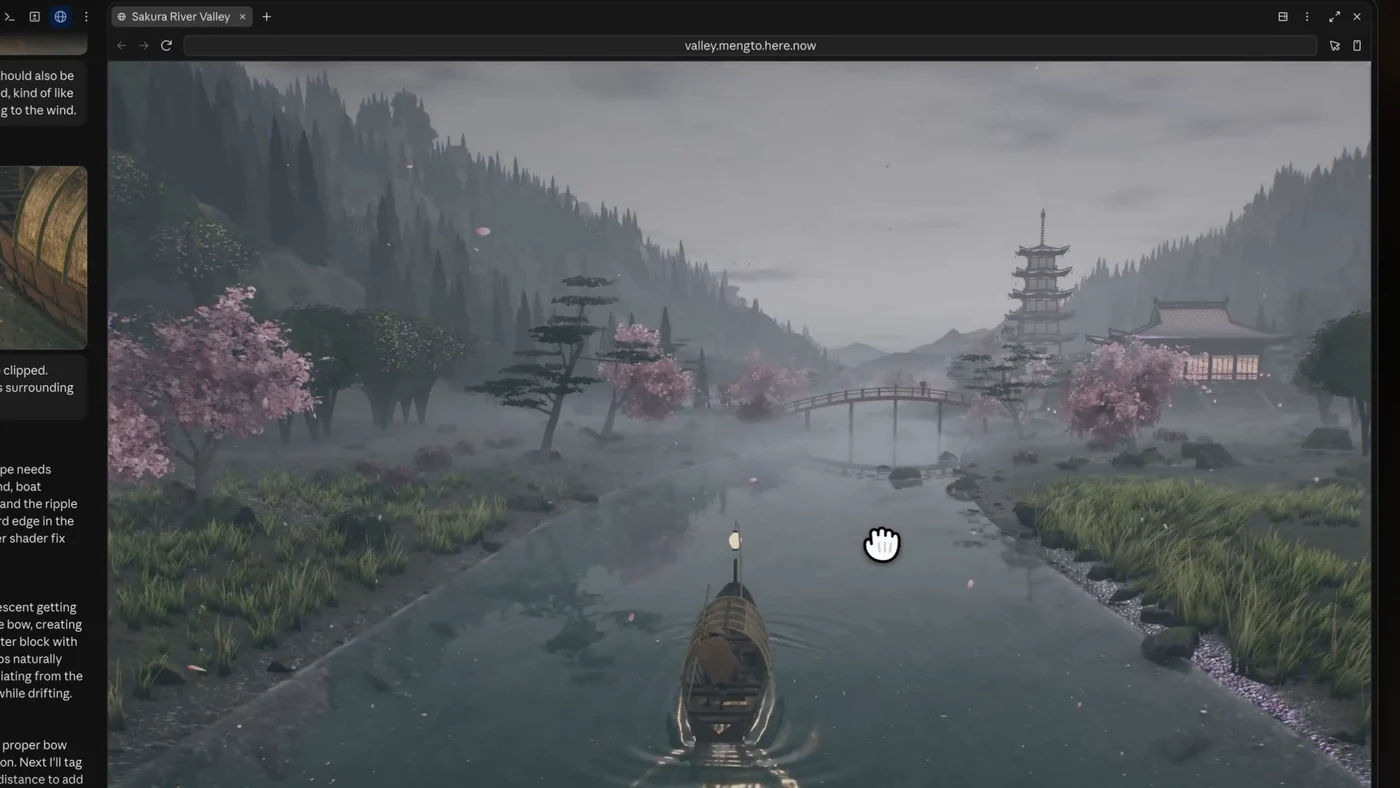 Sakura River Valley
valley.mengto.here.now
hould also be
d, kind of like
g to the wind.
clipped.
s surrounding
pe needs
nd, boat
and the ripple
rd edge in the
er shader fix
escent getting
e bow, creating
ter block with
os naturally
iating from the
while drifting.
proper bow
on. Next I'll tag
distance to add